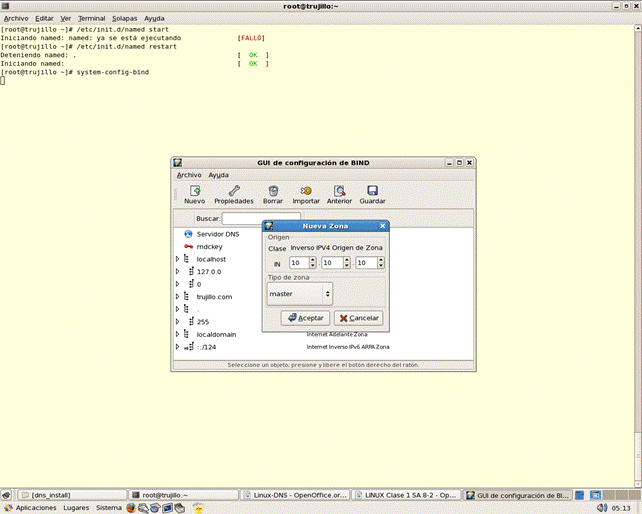 root@trujillo:~
Archivo Editar Ver Terminal Solapas Ayuda
[root@trujillo ~]# /etc/init.d/named start
Iniciando named: named: ya se está ejecutando [FALLÓ]
[root@trujillo ~]# /etc/init.d/named restart
Deteniendo named: . [ OK ]
Iniciando named: [ OK ]
[root@trujillo ~]# system-config-bind
GUI de configuración de BIND
Archivo Ayuda
Nuevo Propiedades Borrar Importar Anterior Guardar
Buscar:
Servidor DNS
rndckey
localhost
127.0.0
0
trujillo.com
.
255
localdomain Internet Adelante Zona
::/124 Internet Inverso IPv6 ARPA Zona
Seleccione un objeto, presione y libere el botón derecho del ratón.
Nueva Zona
Origen
Clase Inverso IPV4 Origen de Zona
IN 10 . 10 . 10
Tipo de zona
master
Aceptar Cancelar
[dns_install] root@trujillo:~ Linux-DNS - OpenOffice.or... LINUX Clase 1 SA 8-2 - Op... GUI de configuración de BI...
Aplicaciones Lugares Sistema 05:13